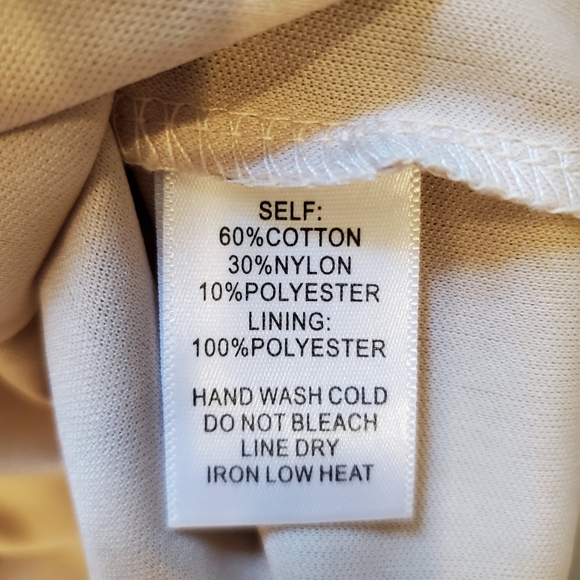 SELF:
60%COTTON
30%NYLON
10%POLYESTER
LINING:
100%POLYESTER
HAND WASH COLD
DO NOT BLEACH
LINE DRY
IRON LOW HEAT